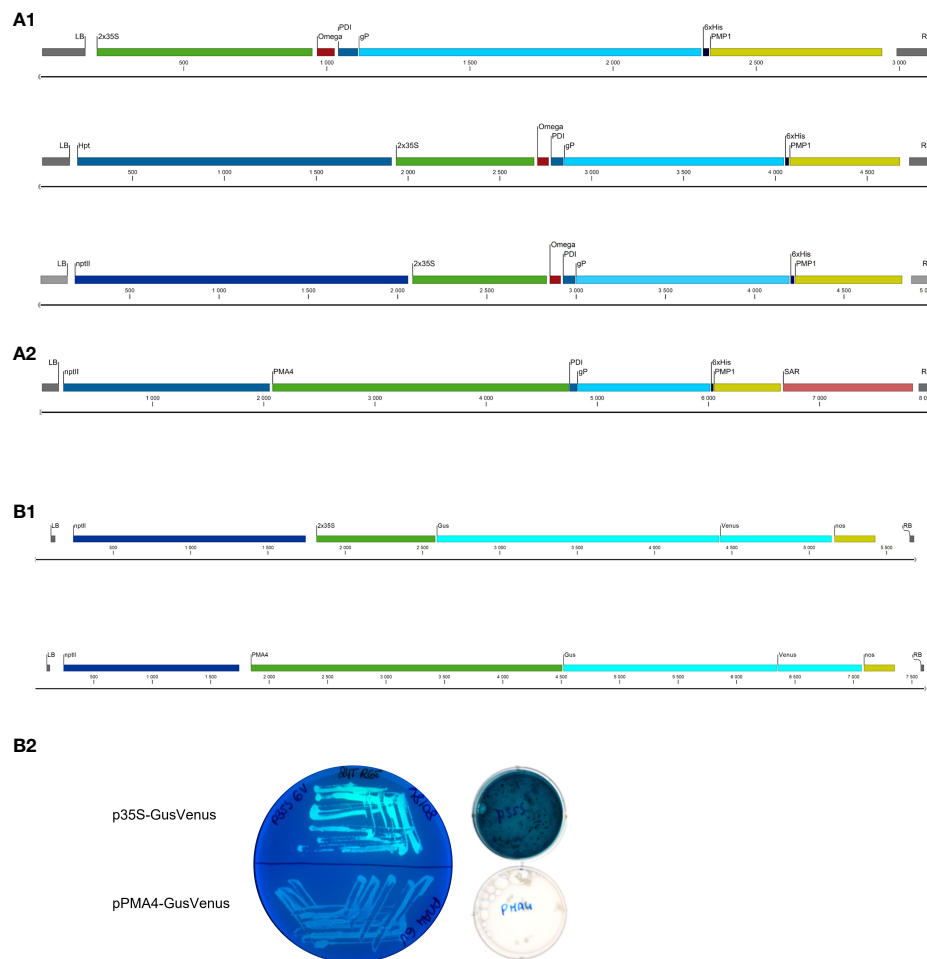 A1
LB 2x35S Omega PDI gP 6xHis PMP1 R
500 1 000 1 500 2 000 2 500 3 000
LB Hpt 2x35S Omega PDI gP 6xHis PMP1 R
500 1 000 1 500 2 000 2 500 3 000 3 500 4 000 4 500
LB nptII 2x35S Omega PDI gP 6xHis PMP1 R
500 1 000 1 500 2 000 2 500 3 000 3 500 4 000 4 500 5 0
A2
LB nptII PMA4 PDI gP 6xHis PMP1 SAR R
1 000 2 000 3 000 4 000 5 000 6 000 7 000 8 0
B1
LB nptII 2x35S Gus Venus nos RB
500 1 000 1 500 2 000 2 500 3 000 3 500 4 000 4 500 5 000 5 500
LB nptII PMA4 Gus Venus nos RB
500 1 000 1 500 2 000 2 500 3 000 3 500 4 000 4 500 5 000 5 500 6 000 6 500 7 000 7 500
B2
p35S-GusVenus
p35S GV
p35S
pPMA4-GusVenus
PMA4